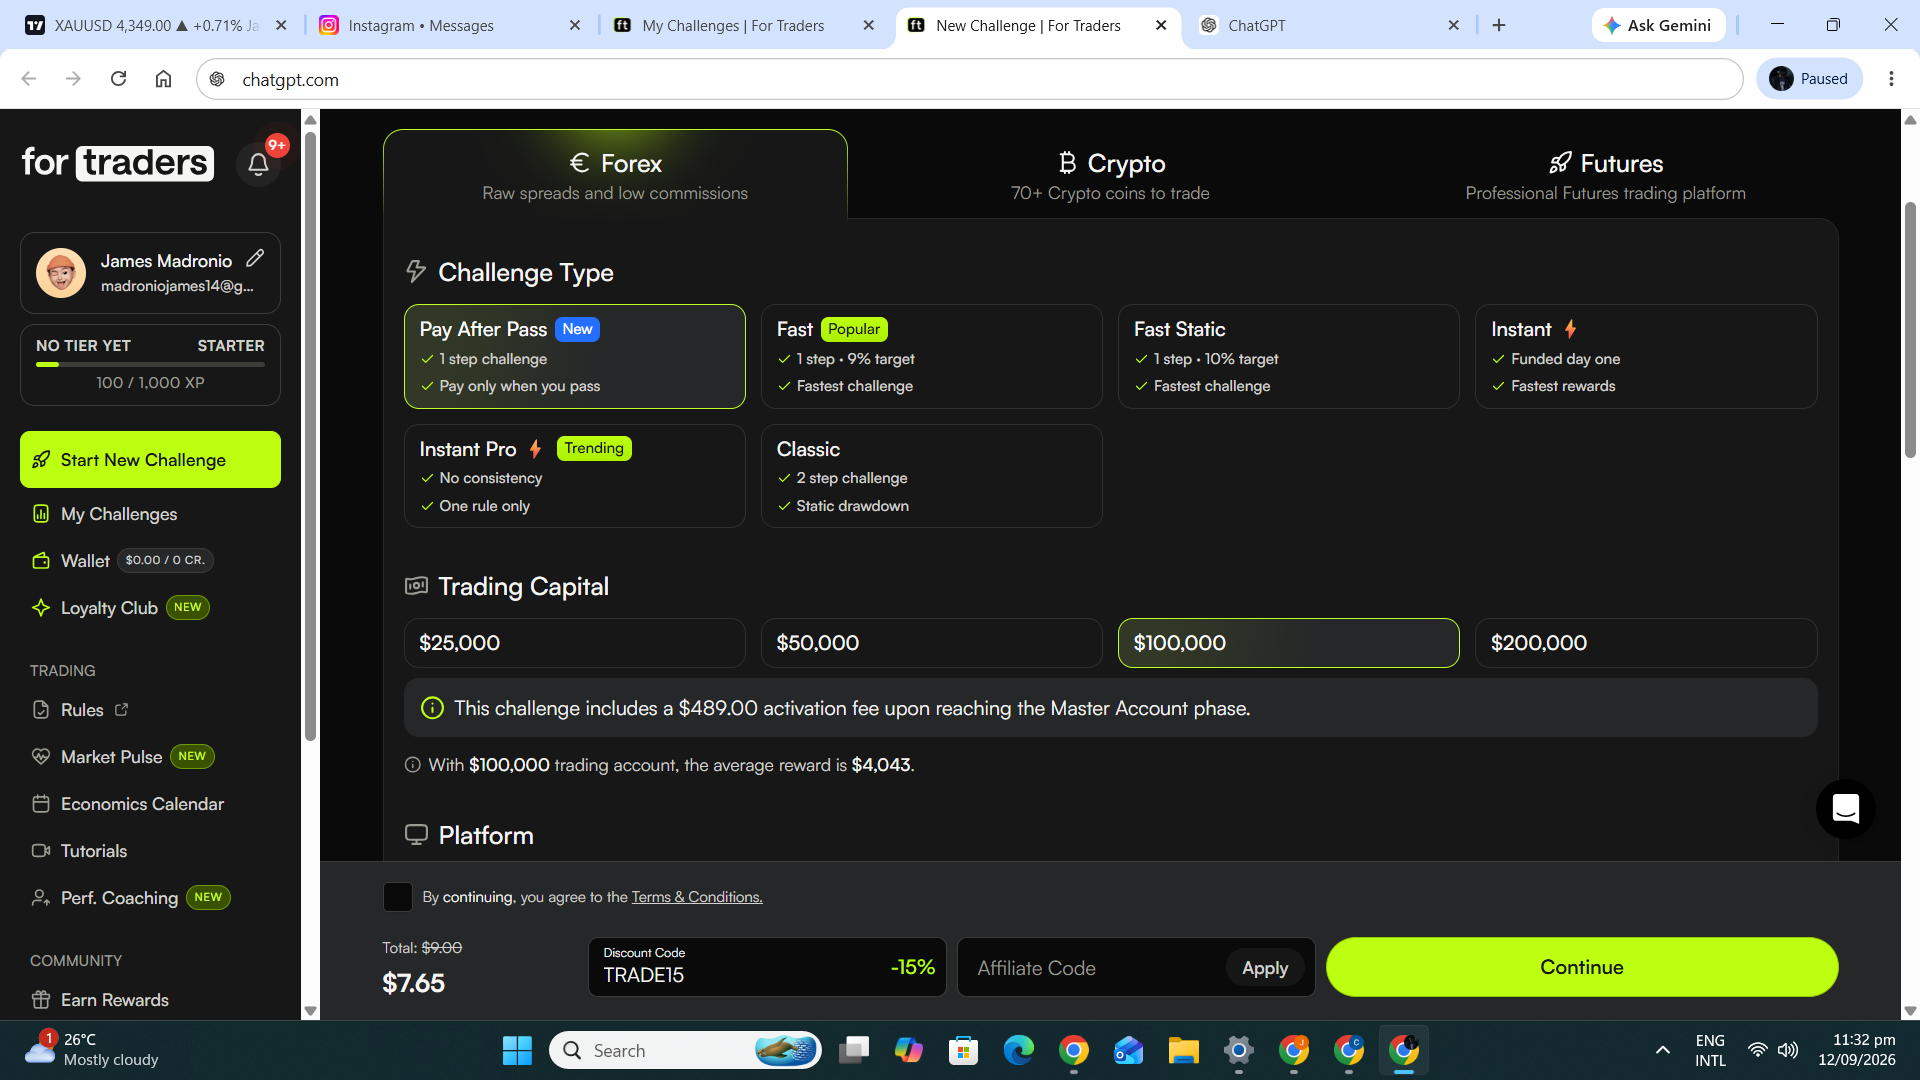 XAUUSD 4,349.00 ▲ +0.71%
Instagram • Messages
My Challenges | For Traders
New Challenge | For Traders
ChatGPT
Ask Gemini
chatgpt.com
Paused
for traders
9+
James Madronio
madroniojames14@g...
NO TIER YET STARTER
100 / 1,000 XP
Start New Challenge
My Challenges
Wallet $0.00 / 0 CR.
Loyalty Club NEW
TRADING
Rules
Market Pulse NEW
Economics Calendar
Tutorials
Perf. Coaching NEW
COMMUNITY
Earn Rewards
€ Forex
Raw spreads and low commissions
Crypto
70+ Crypto coins to trade
Futures
Professional Futures trading platform
Challenge Type
Pay After Pass New
1 step challenge
Pay only when you pass
Fast Popular
1 step · 9% target
Fastest challenge
Fast Static
1 step · 10% target
Fastest challenge
Instant
Funded day one
Fastest rewards
Instant Pro Trending
No consistency
One rule only
Classic
2 step challenge
Static drawdown
Trading Capital
$25,000
$50,000
$100,000
$200,000
This challenge includes a $489.00 activation fee upon reaching the Master Account phase.
With $100,000 trading account, the average reward is $4,043.
Platform
By continuing, you agree to the Terms & Conditions.
Total: $9.00
$7.65
Discount Code
TRADE15
-15%
Affiliate Code
Apply
Continue
1
26°C
Mostly cloudy
Search
ENG
INTL
11:32 pm
12/09/2026